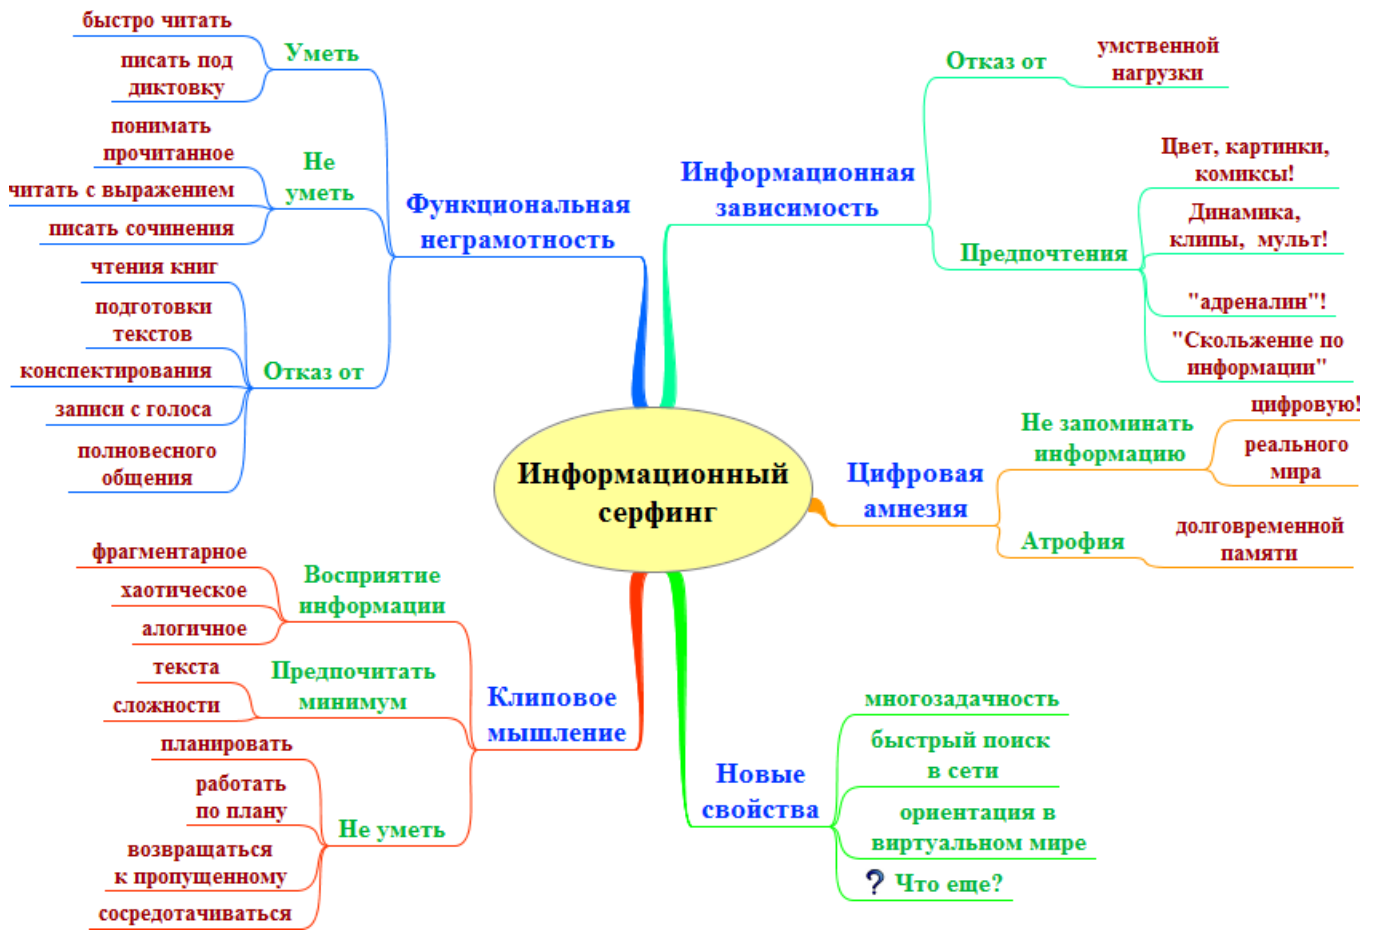 Информационный
серфинг
Функциональная
неграмотность
Уметь
быстро читать
писать под
диктовку
Не
уметь
понимать
прочитанное
читать с выражением
писать сочинения
Отказ от
чтения книг
подготовки
текстов
конспектирования
записи с голоса
полновесного
общения
Информационная
зависимость
Отказ от
умственной
нагрузки
Предпочтения
Цвет, картинки,
комиксы!
Динамика,
клипы, мульт!
"адреналин"!
"Скольжение по
информации"
Цифровая
амнезия
Не запоминать
информацию
цифровую!
реального
мира
Атрофия
долговременной
памяти
Клиповое
мышление
Восприятие
информации
фрагментарное
хаотическое
алогичное
Предпочитать
минимум
текста
сложности
Не уметь
планировать
работать
по плану
возвращаться
к пропущенному
сосредотачиваться
Новые
свойства
многозадачность
быстрый поиск
в сети
ориентация в
виртуальном мире
? Что еще?